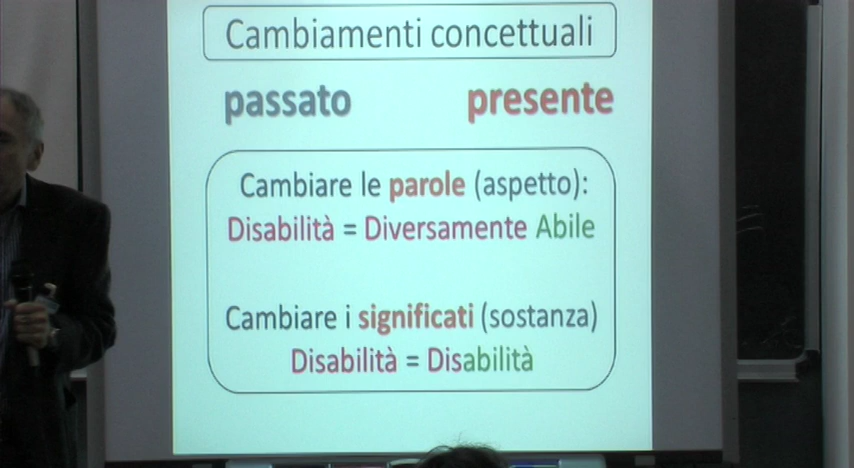 Cambiamenti concettuali
passato presente
Cambiare le parole (aspetto):
Disabilità = Diversamente Abile
Cambiare i significati (sostanza)
Disabilità = Disabilità